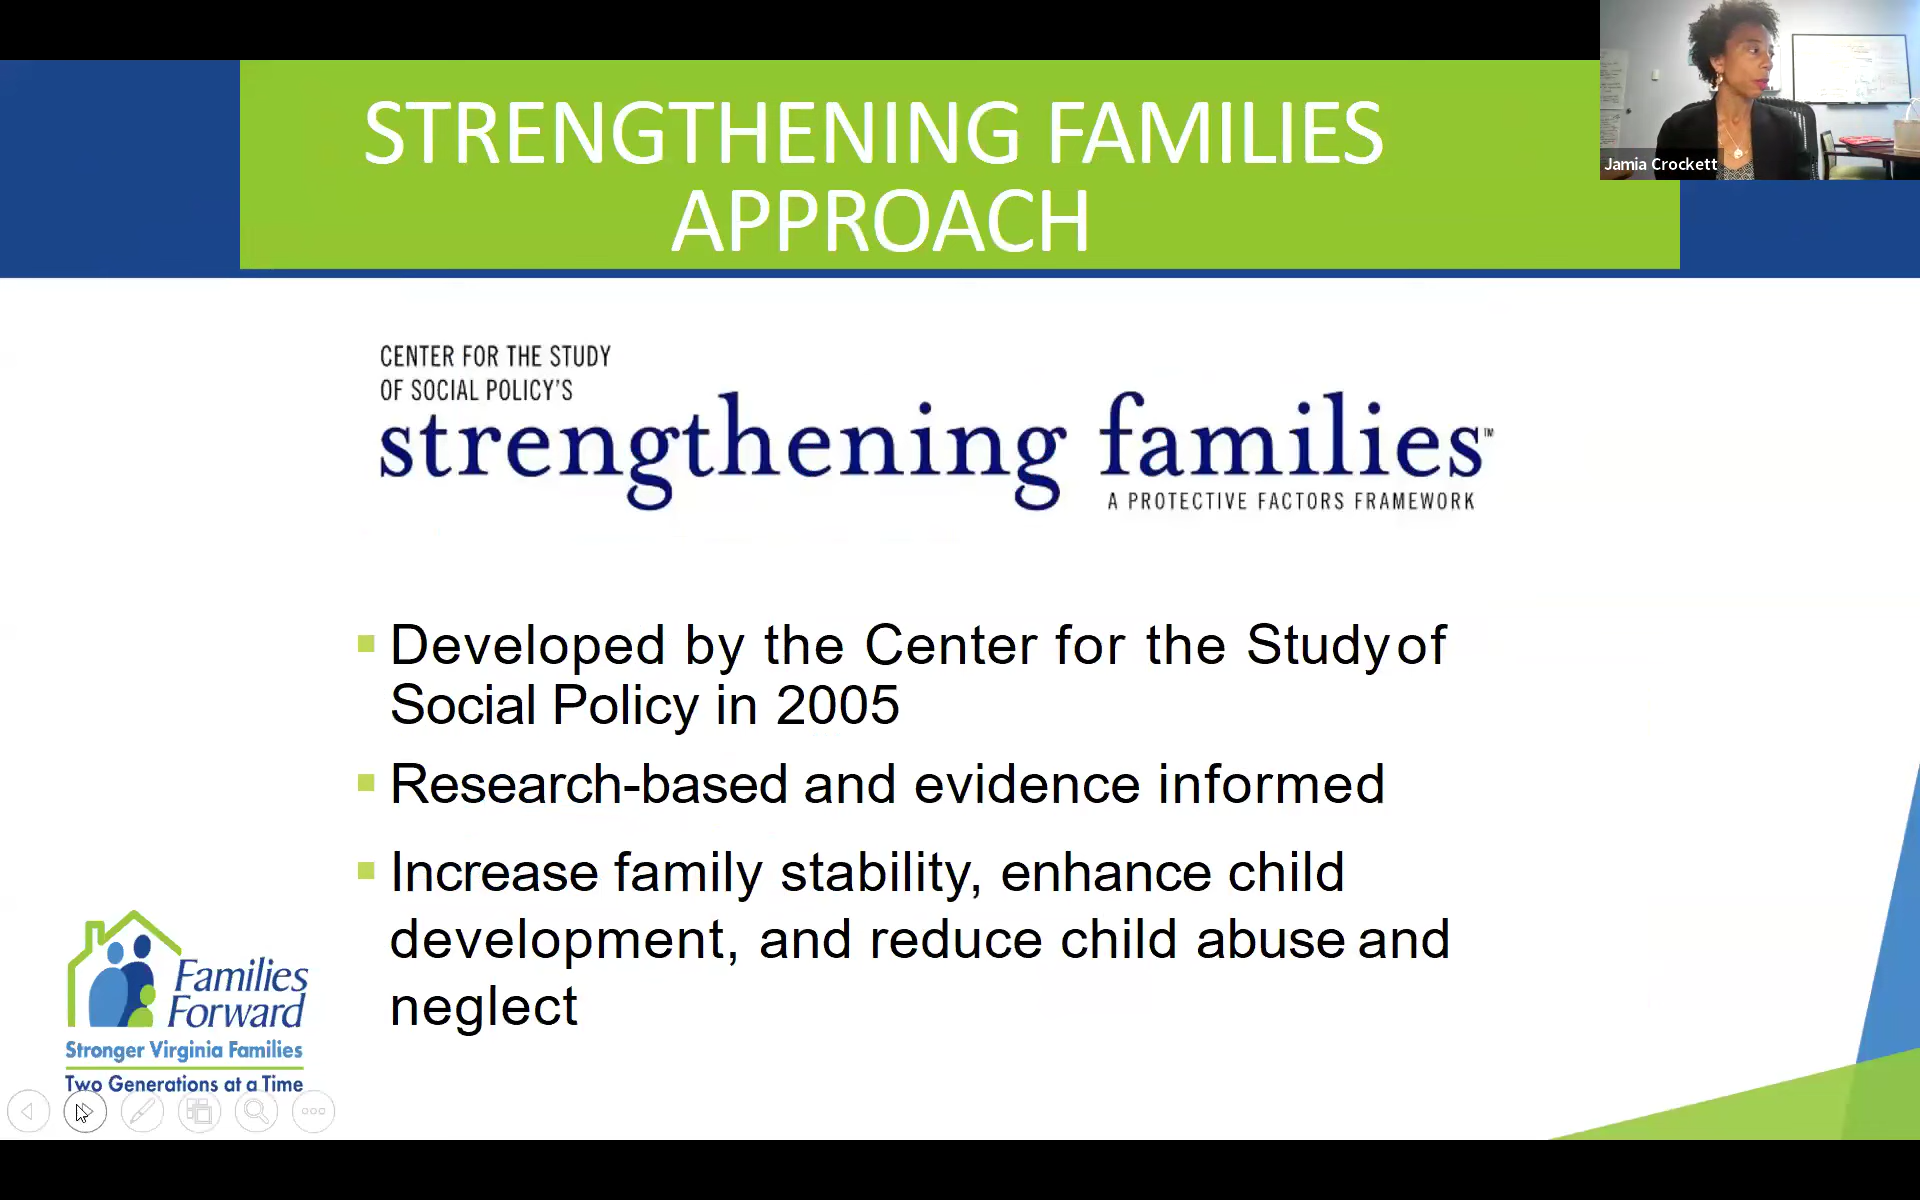 STRENGTHENING FAMILIES
APPROACH
Jamia Crockett
CENTER FOR THE STUDY
OF SOCIAL POLICY'S
strengthening families™
A PROTECTIVE FACTORS FRAMEWORK
Developed by the Center for the Study of
Social Policy in 2005
Research-based and evidence informed
Increase family stability, enhance child
development, and reduce child abuse and
neglect
Families
Forward
Stronger Virginia Families
Two Generations at a Time